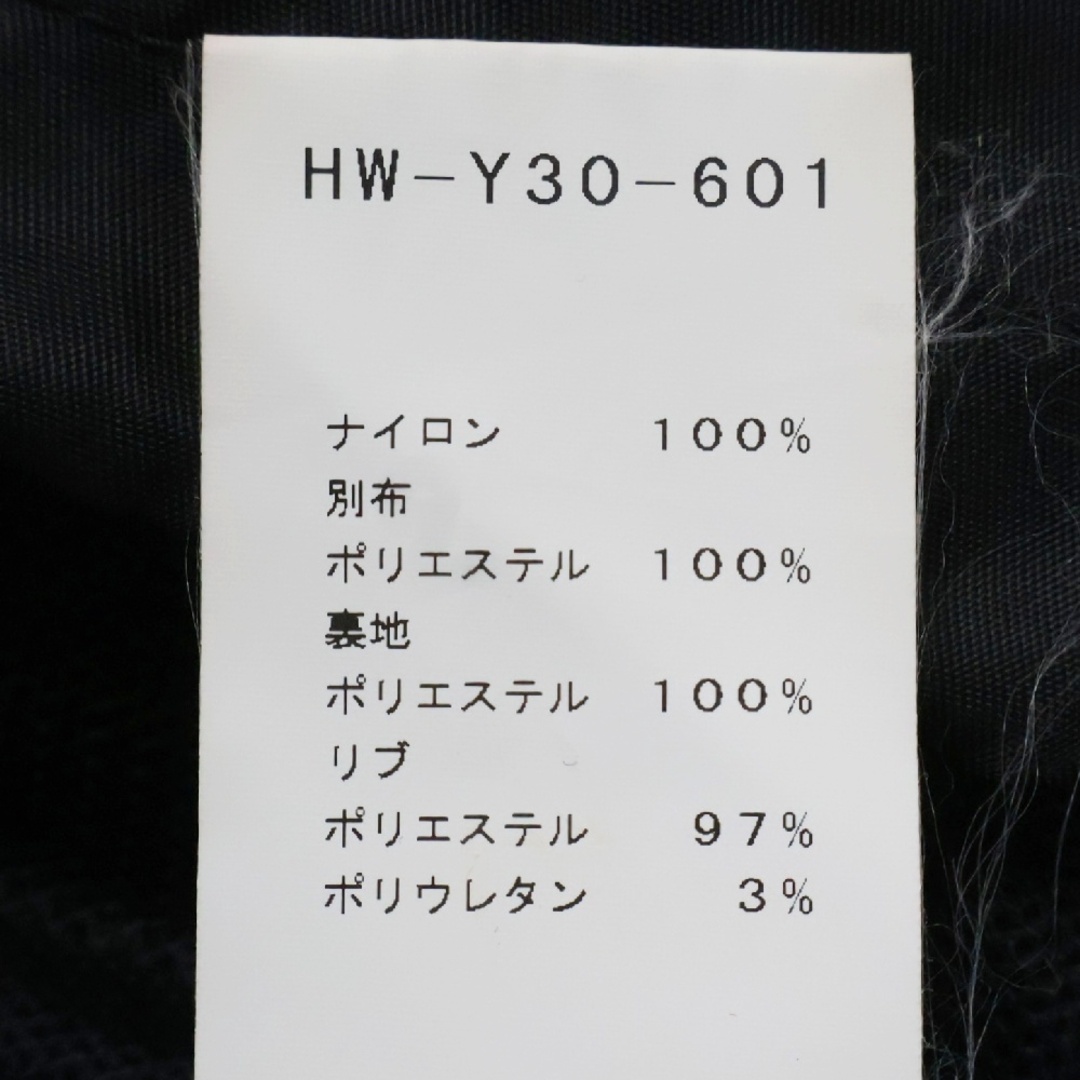 HW-Y30-601
ナイロン 100%
別布
ポリエステル 100%
裏地
ポリエステル 100%
リブ
ポリエステル 97%
ポリウレタン 3%